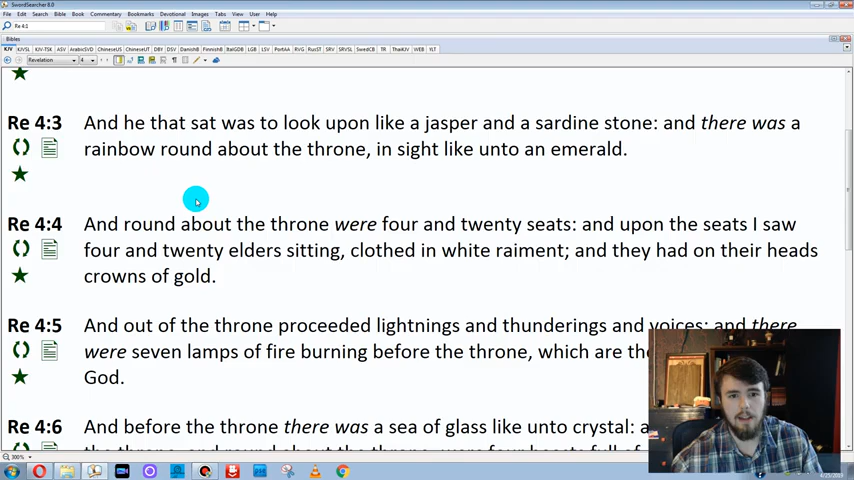 SwordSearcher 8.0
File Edit Search Bible Book Commentary Bookmarks Devotional Images Tabs View User Help
Re 4:1
Bibles
KJV KJVSL KJV-TSK ASV ArabicSVD ChineseUS ChineseUT DBY DSV DanishB FinnishB ItalGDB LGB LSV PortAA RVG RusST SRV SRVSL SwedCB TR ThaiKJV WEB YLT
Revelation 4
Re 4:3 And he that sat was to look upon like a jasper and a sardine stone: and there was a
rainbow round about the throne, in sight like unto an emerald.
Re 4:4 And round about the throne were four and twenty seats: and upon the seats I saw
four and twenty elders sitting, clothed in white raiment; and they had on their heads
crowns of gold.
Re 4:5 And out of the throne proceeded lightnings and thunderings and voices: and there
were seven lamps of fire burning before the throne, which are the
God.
Re 4:6 And before the throne there was a sea of glass like unto crystal:
300%